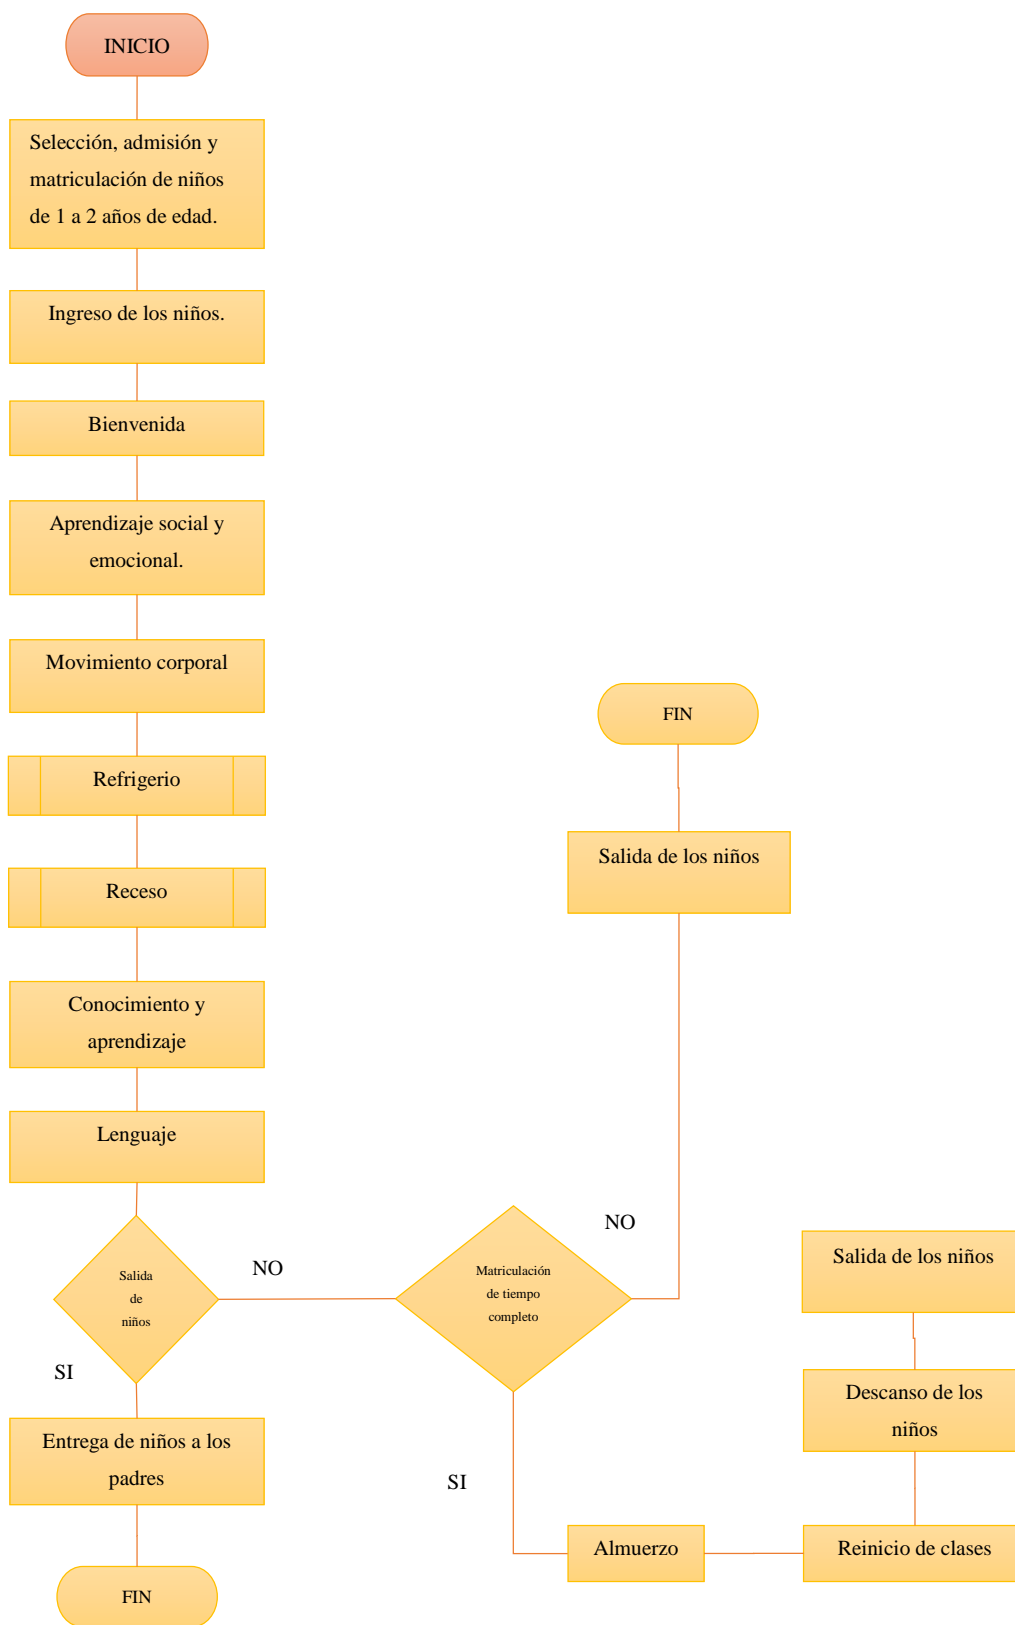 INICIO
Selección, admisión y
matriculación de niños
de 1 a 2 años de edad.
Ingreso de los niños.
Bienvenida
Aprendizaje social y
emocional.
Movimiento corporal
Refrigerio
Receso
Conocimiento y
aprendizaje
Lenguaje
Salida
de
niños
SI
Entrega de niños a los
padres
FIN
NO
Matriculación
de tiempo
completo
NO
Salida de los niños
FIN
SI
Almuerzo
Reinicio de clases
Descanso de los
niños
Salida de los niños